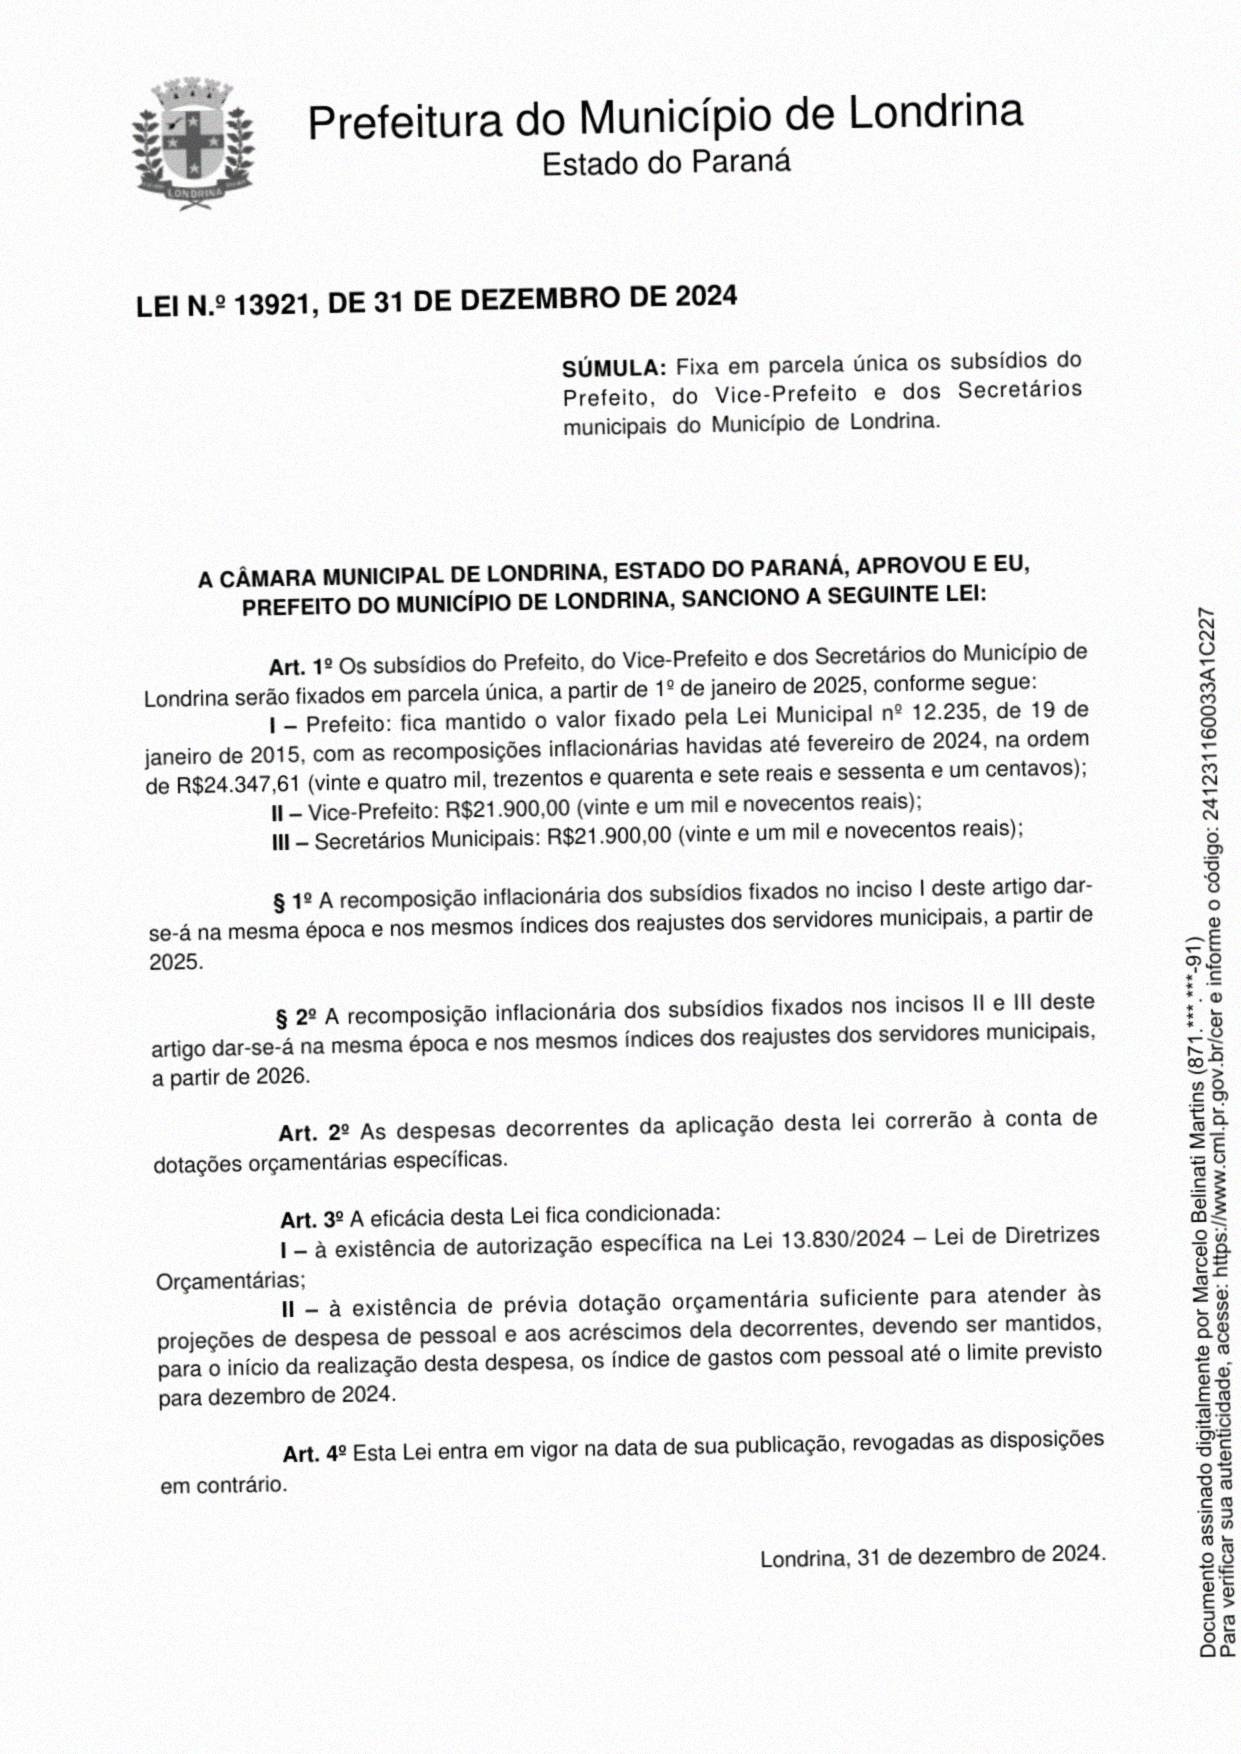 Prefeitura do Município de Londrina
Estado do Paraná
LONDRINA
LEI N.º 13921, DE 31 DE DEZEMBRO DE 2024
SÚMULA: Fixa em parcela única os subsídios do
Prefeito, do Vice-Prefeito e dos Secretários
municipais do Município de Londrina.
A CÂMARA MUNICIPAL DE LONDRINA, ESTADO DO PARANÁ, APROVOU E EU,
PREFEITO DO MUNICÍPIO DE LONDRINA, SANCIONO A SEGUINTE LEI:
Art. 1º Os subsídios do Prefeito, do Vice-Prefeito e dos Secretários do Município de
Londrina serão fixados em parcela única, a partir de 1º de janeiro de 2025, conforme segue:
I – Prefeito: fica mantido o valor fixado pela Lei Municipal nº 12.235, de 19 de
janeiro de 2015, com as recomposições inflacionárias havidas até fevereiro de 2024, na ordem
de R$24.347,61 (vinte e quatro mil, trezentos e quarenta e sete reais e sessenta e um centavos);
II – Vice-Prefeito: R$21.900,00 (vinte e um mil e novecentos reais);
III – Secretários Municipais: R$21.900,00 (vinte e um mil e novecentos reais);
§ 1º A recomposição inflacionária dos subsídios fixados no inciso I deste artigo dar-
se-á na mesma época e nos mesmos índices dos reajustes dos servidores municipais, a partir de
2025.
§ 2º A recomposição inflacionária dos subsídios fixados nos incisos II e III deste
artigo dar-se-á na mesma época e nos mesmos índices dos reajustes dos servidores municipais,
a partir de 2026.
Art. 2º As despesas decorrentes da aplicação desta lei correrão à conta de
dotações orçamentárias específicas.
Art. 3º A eficácia desta Lei fica condicionada:
I – à existência de autorização específica na Lei 13.830/2024 – Lei de Diretrizes
Orçamentárias;
II – à existência de prévia dotação orçamentária suficiente para atender às
projeções de despesa de pessoal e aos acréscimos dela decorrentes, devendo ser mantidos,
para o início da realização desta despesa, os índice de gastos com pessoal até o limite previsto
para dezembro de 2024.
Art. 4º Esta Lei entra em vigor na data de sua publicação, revogadas as disposições
em contrário.
Londrina, 31 de dezembro de 2024.
Documento assinado digitalmente por Marcelo Belinati Martins (871.***.***-91)
Para verificar sua autenticidade, acesse: https://www.cml.pr.gov.br/cer e informe o código: 241231160033A1C227